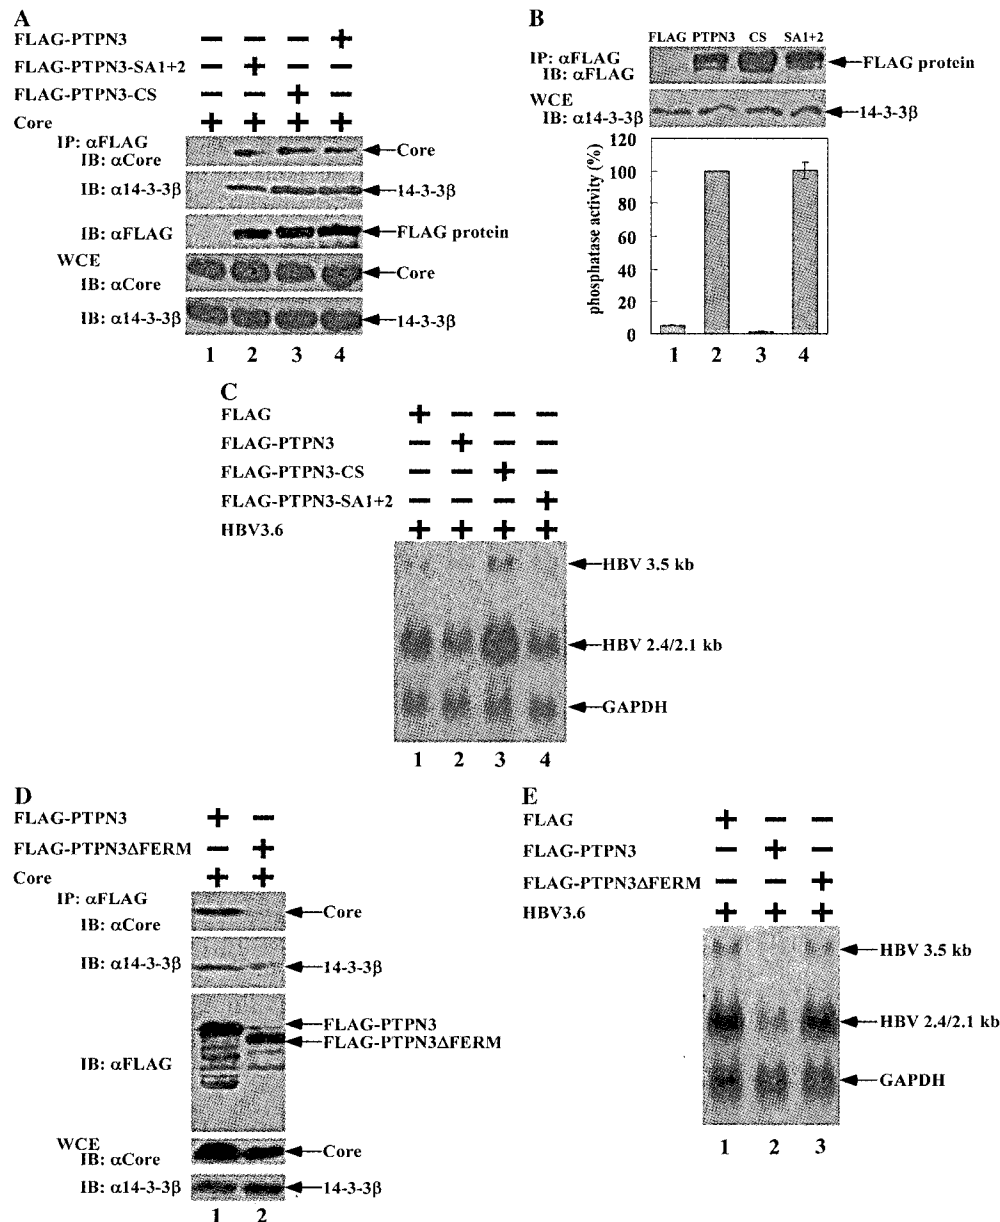 A
FLAG-PTPN3 − − − +
FLAG-PTPN3-SA1+2 − + − −
FLAG-PTPN3-CS − − + −
Core + + + +
IP: αFLAG
IB: αCore
Core
IB: α14-3-3β
14-3-3β
IB: αFLAG
FLAG protein
WCE
IB: αCore
Core
IB: α14-3-3β
14-3-3β
1 2 3 4
B
FLAG PTPN3 CS SA1+2
IP: αFLAG
IB: αFLAG
FLAG protein
WCE
IB: α14-3-3β
14-3-3β
phosphatase activity (%)
120
100
80
60
40
20
0
1 2 3 4
C
FLAG + − − −
FLAG-PTPN3 − + − −
FLAG-PTPN3-CS − − + −
FLAG-PTPN3-SA1+2 − − − +
HBV3.6 + + + +
HBV 3.5 kb
HBV 2.4/2.1 kb
GAPDH
1 2 3 4
D
FLAG-PTPN3 + −
FLAG-PTPN3ΔFERM − +
Core + +
IP: αFLAG
IB: αCore
Core
IB: α14-3-3β
14-3-3β
FLAG-PTPN3
FLAG-PTPN3ΔFERM
IB: αFLAG
WCE
IB: αCore
Core
IB: α14-3-3β
14-3-3β
1 2
E
FLAG + − −
FLAG-PTPN3 − + −
FLAG-PTPN3ΔFERM − − +
HBV3.6 + + +
HBV 3.5 kb
HBV 2.4/2.1 kb
GAPDH
1 2 3